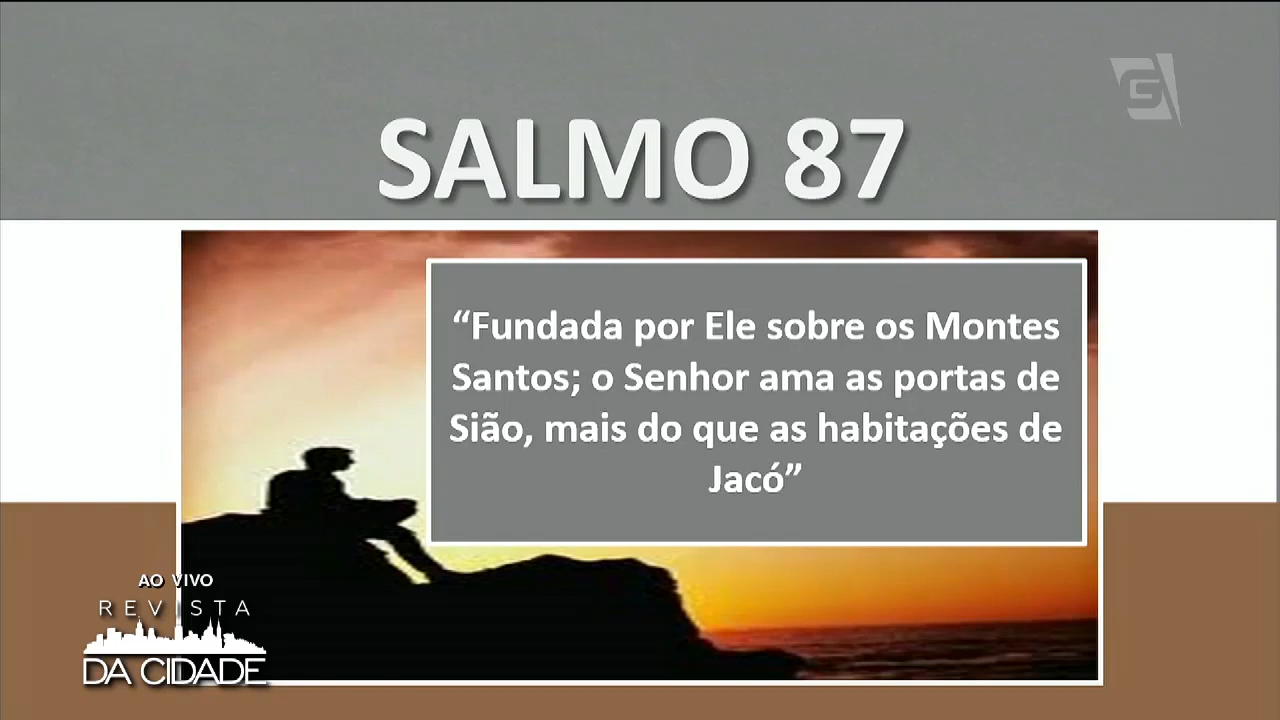 SALMO 87
“Fundada por Ele sobre os Montes
Santos; o Senhor ama as portas de
Sião, mais do que as habitações de
Jacó”
AO VIVO
REVISTA
DA CIDADE